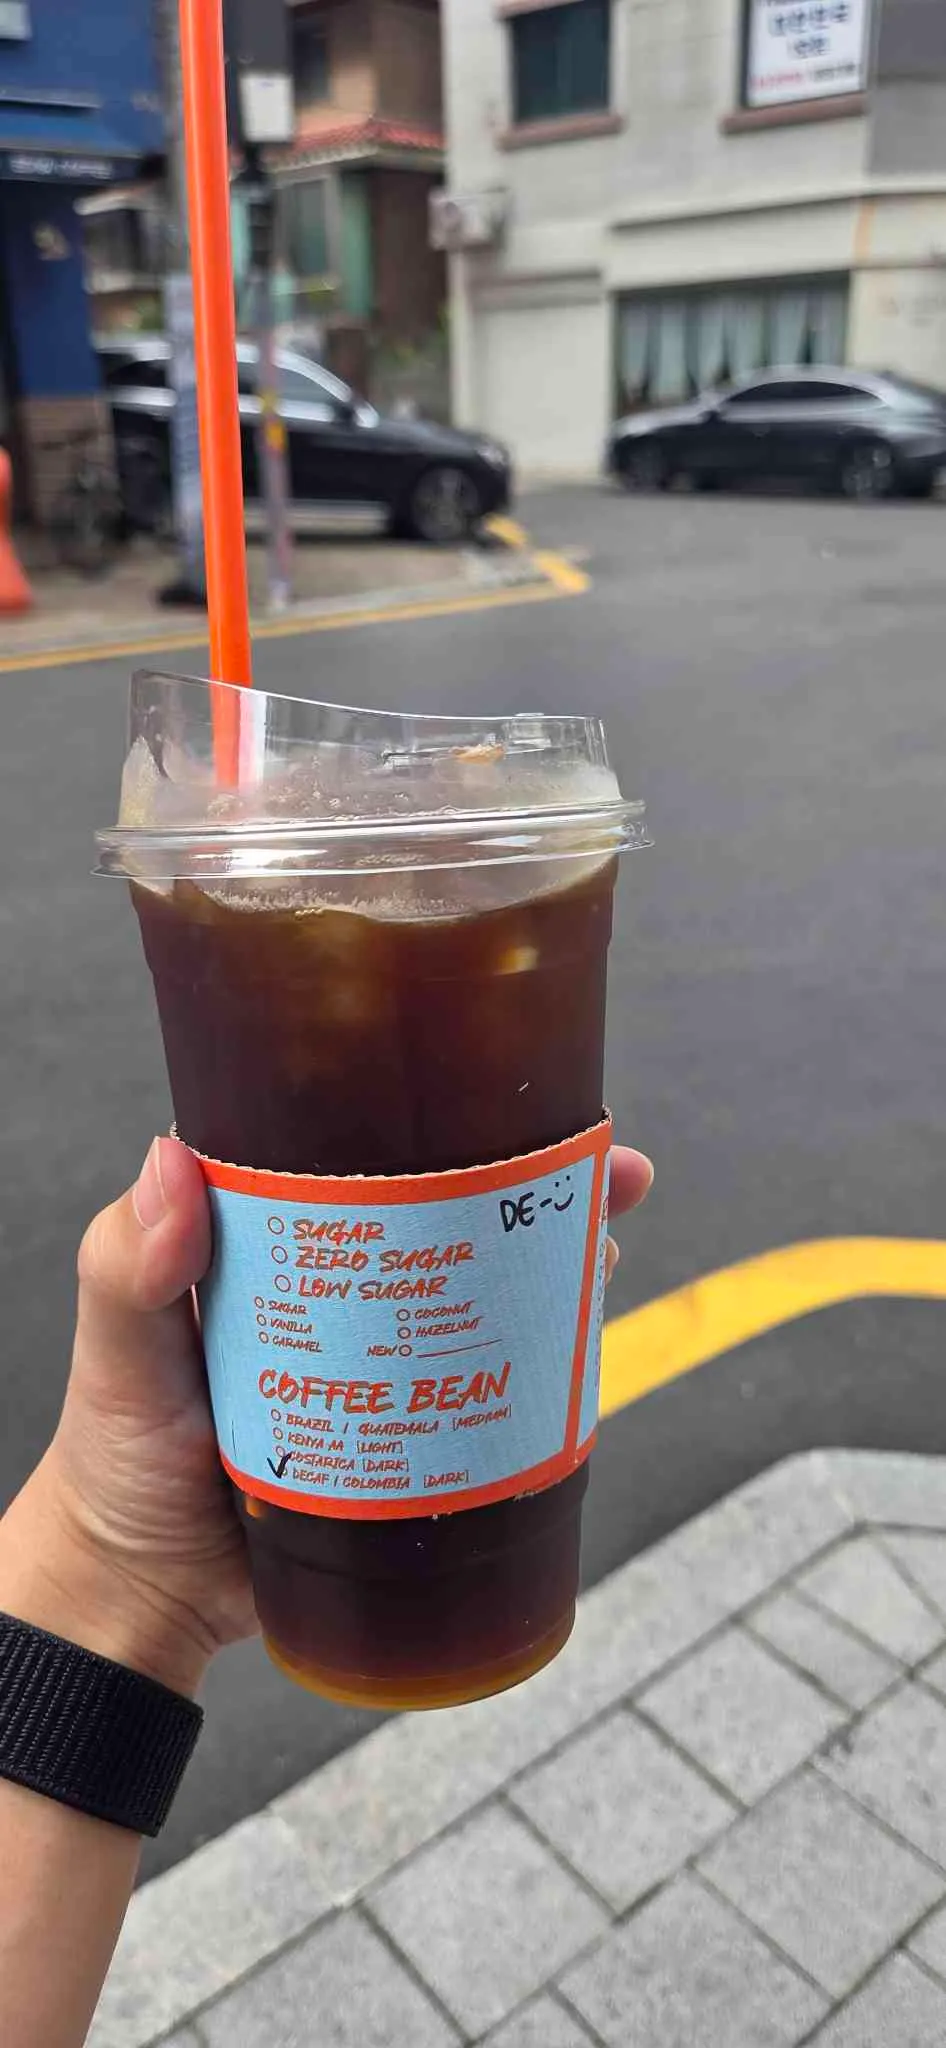 DE-
○ SUGAR
○ ZERO SUGAR
○ LOW SUGAR
○ SUGAR ○ COCONUT
○ VANILLA ○ HAZELNUT
○ CARAMEL NEW ○ ________
COFFEE BEAN
○ BRAZIL / GUATEMALA [MEDIUM]
○ KENYA AA [LIGHT]
○ COSTARICA [DARK]
✓ ○ DECAF / COLOMBIA [DARK]